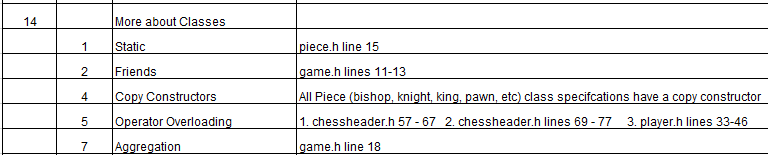 14 More about Classes
1 Static piece.h line 15
2 Friends game.h lines 11-13
4 Copy Constructors All Piece (bishop, knight, king, pawn, etc) class specifcations have a copy constructor
5 Operator Overloading 1. chessheader.h 57 - 67 2. chessheader.h lines 69 - 77 3. player.h lines 33-46
7 Aggregation game.h line 18